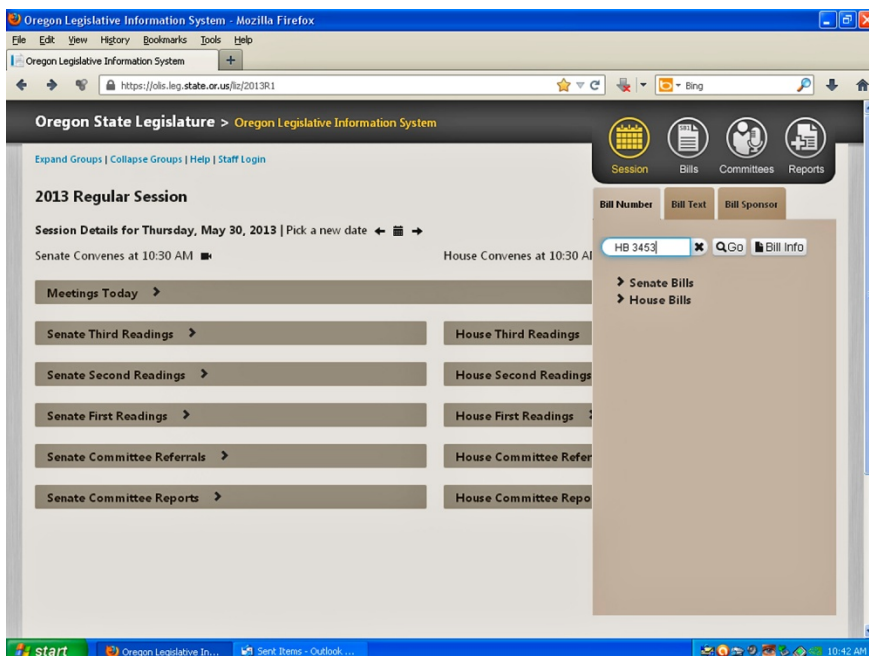 Oregon Legislative Information System - Mozilla Firefox
File Edit View History Bookmarks Tools Help
Oregon Legislative Information System +
https://olis.leg.state.or.us/liz/2013R1
Bing
Oregon State Legislature > Oregon Legislative Information System
Session Bills Committees Reports
Expand Groups | Collapse Groups | Help | Staff Login
2013 Regular Session
Bill Number Bill Text Bill Sponsor
Session Details for Thursday, May 30, 2013 | Pick a new date
HB 3453 Go Bill Info
Senate Convenes at 10:30 AM House Convenes at 10:30 A
Senate Bills
House Bills
Meetings Today
Senate Third Readings House Third Readings
Senate Second Readings House Second Readings
Senate First Readings House First Readings
Senate Committee Referrals House Committee Refer
Senate Committee Reports House Committee Repo
start Oregon Legislative In... Sent Items - Outlook ... 10:42 AM